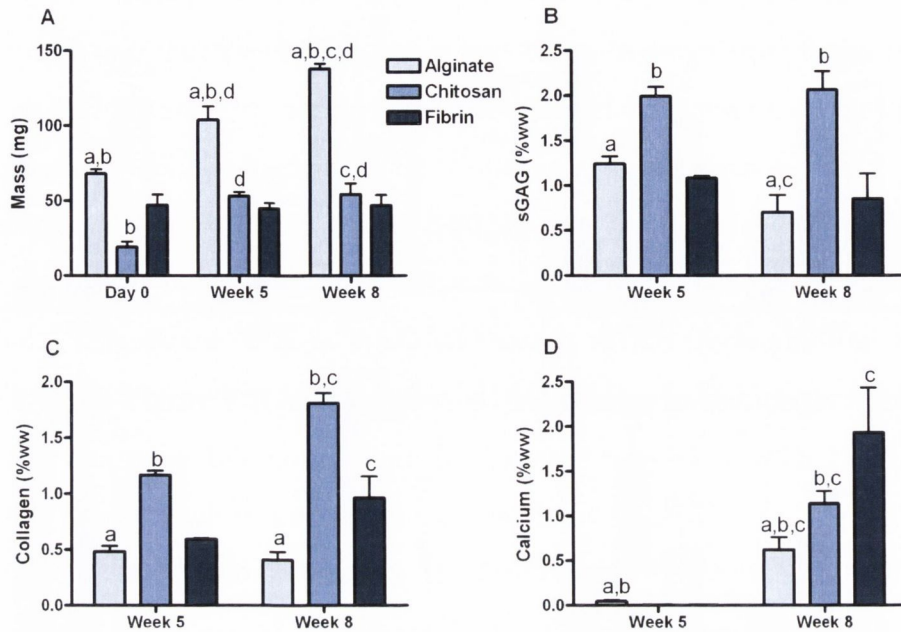 A
Mass (mg)
150
100
50
0
a,b
b
a,b,d
d
a,b,c,d
c,d
Day 0
Week 5
Week 8
Alginate
Chitosan
Fibrin
B
sGAG (%ww)
2.5
2.0
1.5
1.0
0.5
0.0
a
b
a,c
b
Week 5
Week 8
C
Collagen (%ww)
2.0
1.5
1.0
0.5
0.0
a
b
a
b,c
c
Week 5
Week 8
D
Calcium (%ww)
2.5
2.0
1.5
1.0
0.5
0.0
a,b
a,b,c
b,c
c
Week 5
Week 8